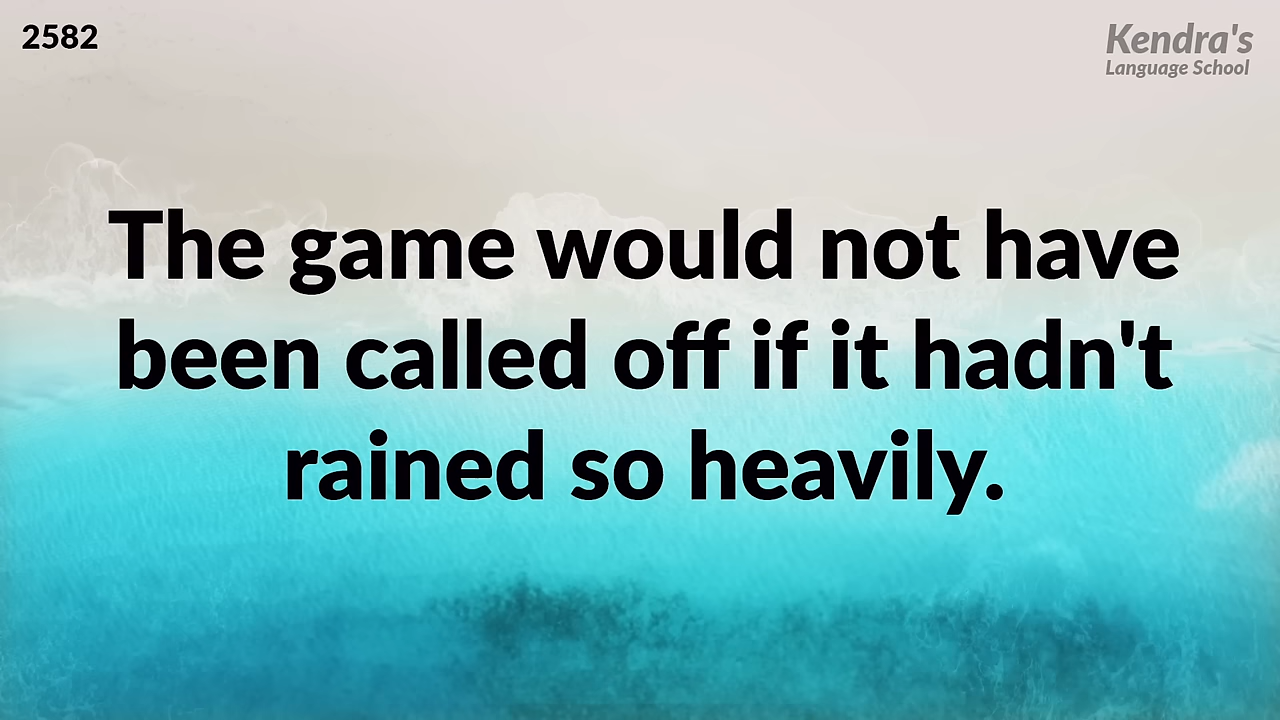 2582
Kendra's
Language School
The game would not have
been called off if it hadn't
rained so heavily.